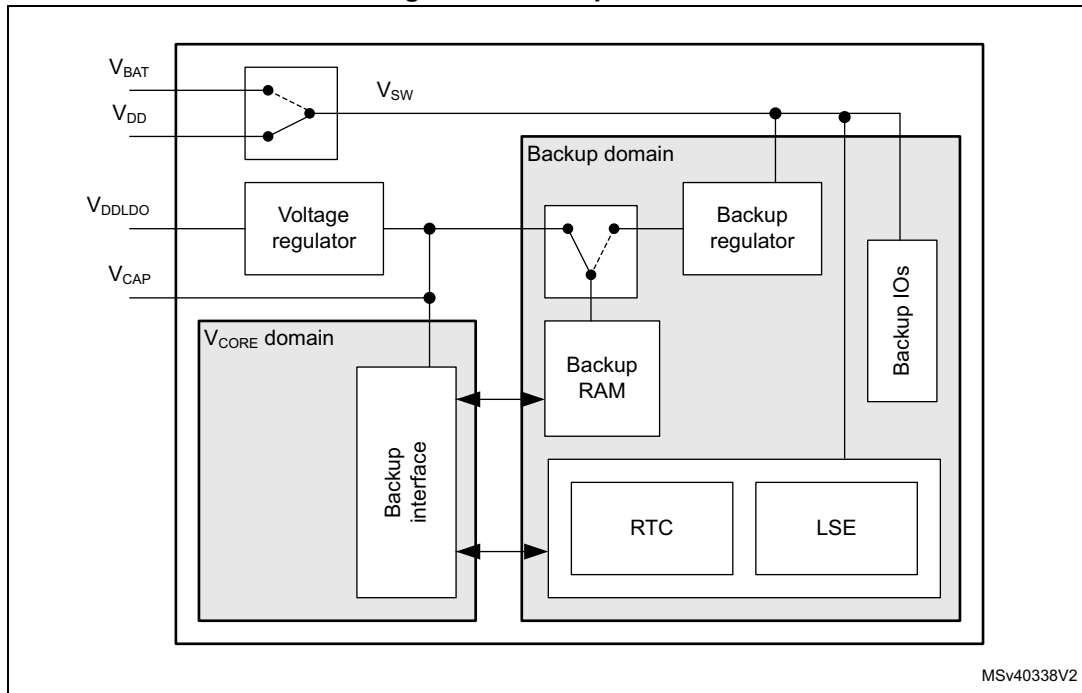 VBAT
VDD
VSW
Backup domain
VDDLDO
Voltage
regulator
Backup
regulator
VCAP
Backup IOs
VCORE domain
Backup
RAM
Backup
interface
RTC
LSE
MSv40338V2